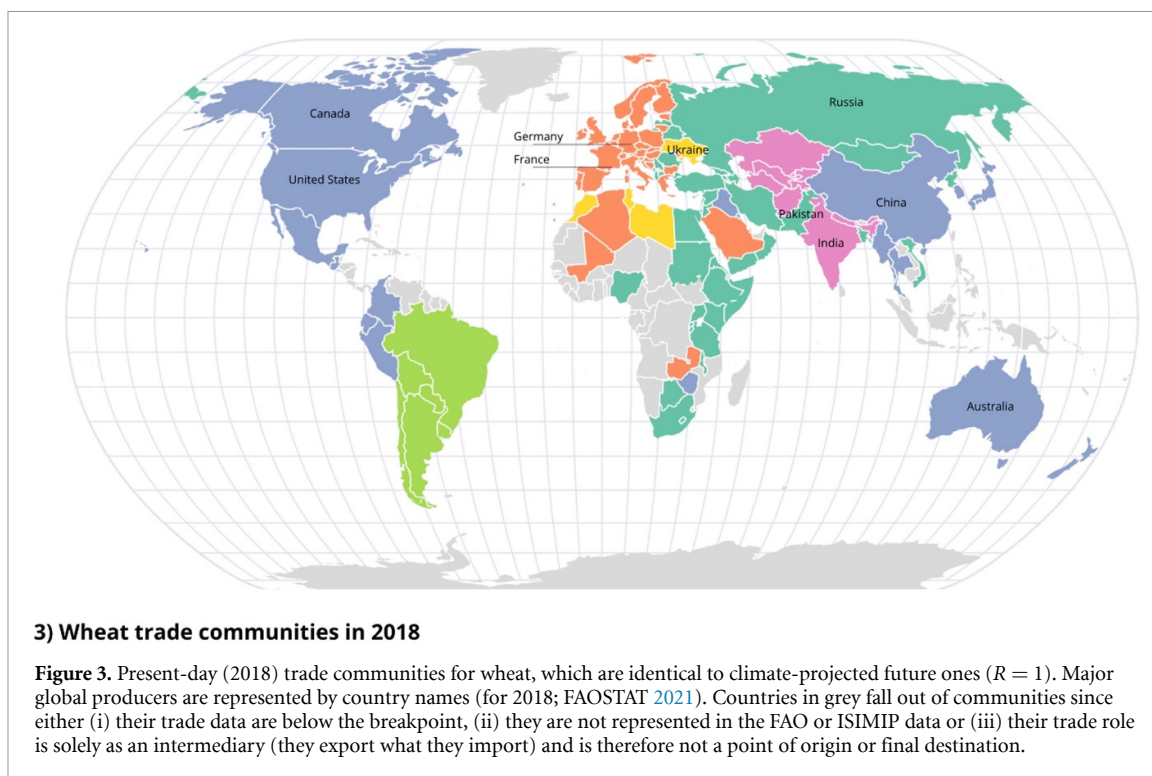 Canada
Russia
Germany
Ukraine
France
United States
China
Pakistan
India
Australia
3) Wheat trade communities in 2018
Figure 3. Present-day (2018) trade communities for wheat, which are identical to climate-projected future ones (R = 1). Major
global producers are represented by country names (for 2018; FAOSTAT 2021). Countries in grey fall out of communities since
either (i) their trade data are below the breakpoint, (ii) they are not represented in the FAO or ISIMIP data or (iii) their trade role
is solely as an intermediary (they export what they import) and is therefore not a point of origin or final destination.